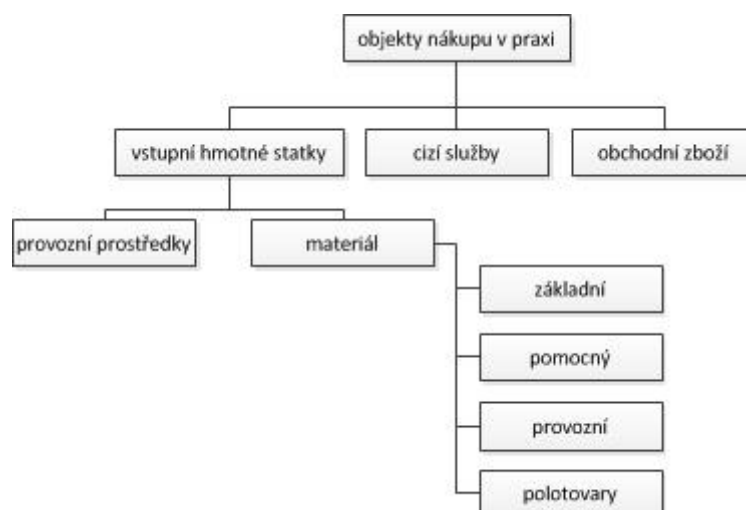 objekty nákupu v praxi
vstupní hmotné statky
cizí služby
obchodní zboží
provozní prostředky
materiál
základní
pomocný
provozní
polotovary